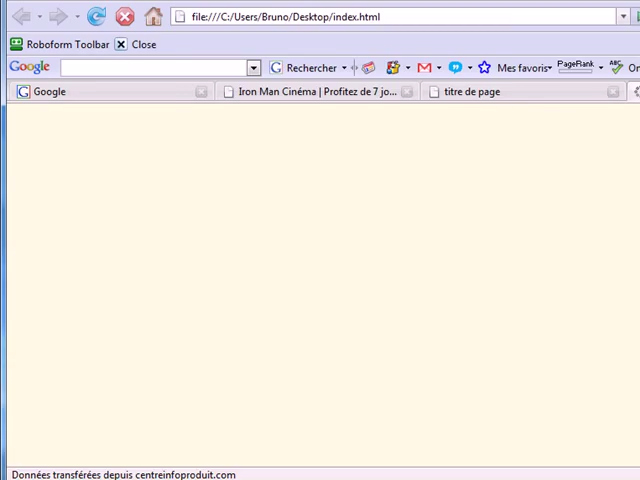 file:///C:/Users/Bruno/Desktop/index.html
Roboform Toolbar Close
Google Rechercher Mes favoris PageRank ABC
Google Iron Man Cinéma | Profitez de 7 jo... titre de page
Données transférées depuis centreinfoproduit.com